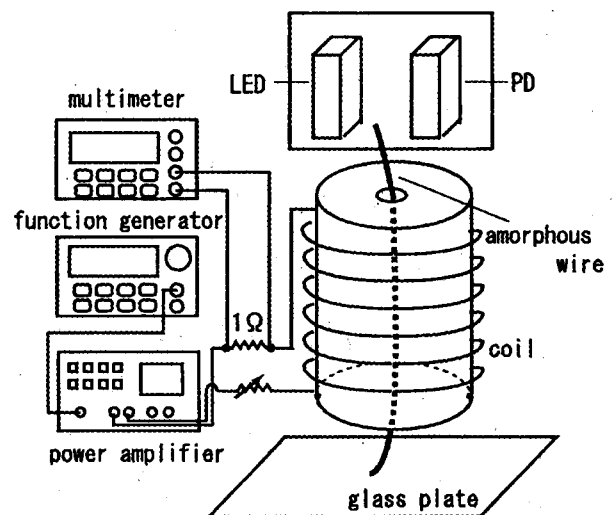 LED
PD
multimeter
function generator
amorphous
wire
1Ω
coil
power amplifier
glass plate